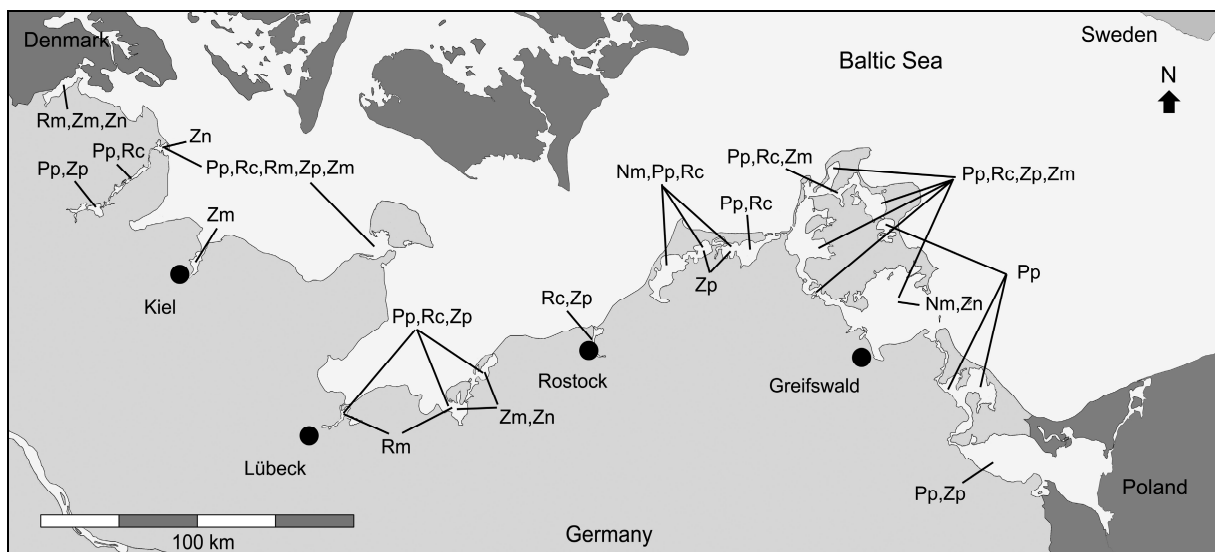 Denmark
Sweden
Baltic Sea
N
Rm,Zm,Zn
Zn
Pp,Rc
Pp,Zp
Pp,Rc,Rm,Zp,Zm
Nm,Pp,Rc
Pp,Rc,Zm
Pp,Rc,Zp,Zm
Pp,Rc
Zm
Zp
Pp
Kiel
Rc,Zp
Nm,Zn
Pp,Rc,Zp
Rostock
Greifswald
Zm,Zn
Rm
Lübeck
Pp,Zp
Poland
100 km
Germany